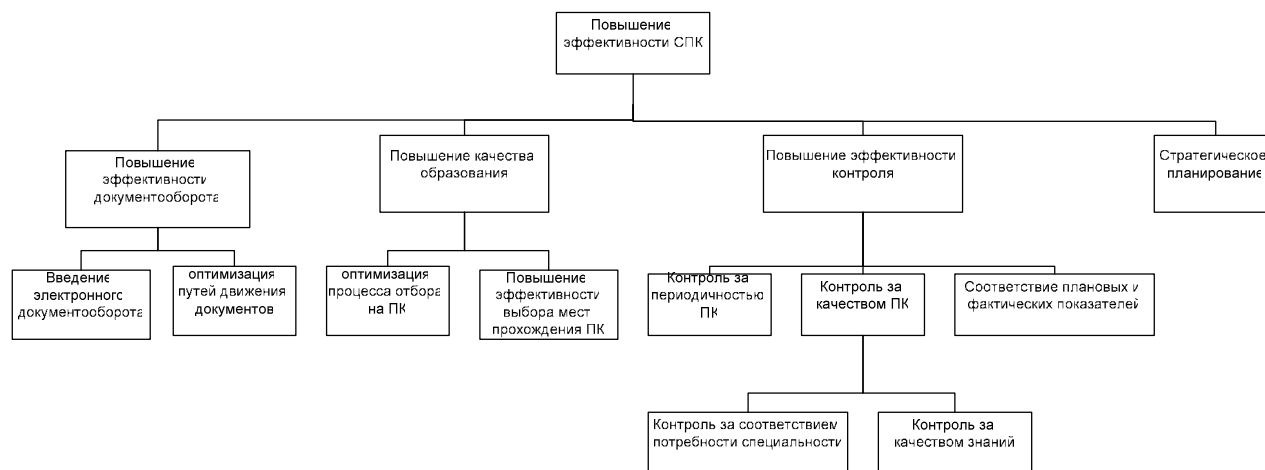 Повышение
эффективности СПК
Повышение
эффективности
документооборота
Повышение качества
образования
Повышение эффективности
контроля
Стратегическое
планирование
Введение
электронного
документооборота
оптимизация
путей движения
документов
оптимизация
процесса отбора
на ПК
Повышение
эффективности
выбора мест
прохождения ПК
Контроль за
периодичностью
ПК
Контроль за
качеством ПК
Соответствие плановых и
фактических показателей
Контроль за соответствием
потребности специальности
Контроль за
качеством знаний